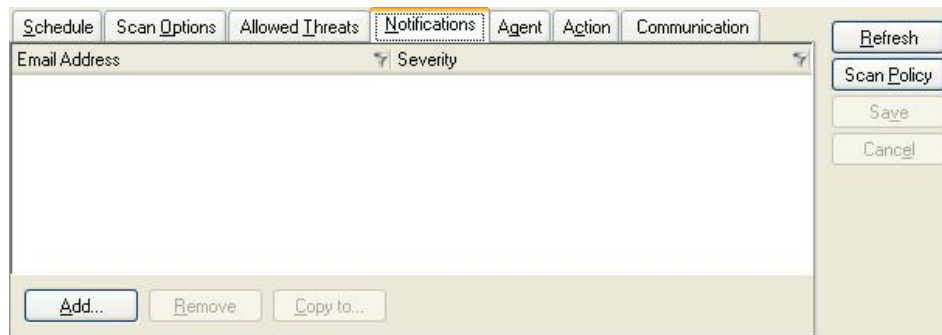 Schedule Scan Options Allowed Threats Notifications Agent Action Communication
Refresh
Email Address Severity
Scan Policy
Save
Cancel
Add... Remove Copy to...